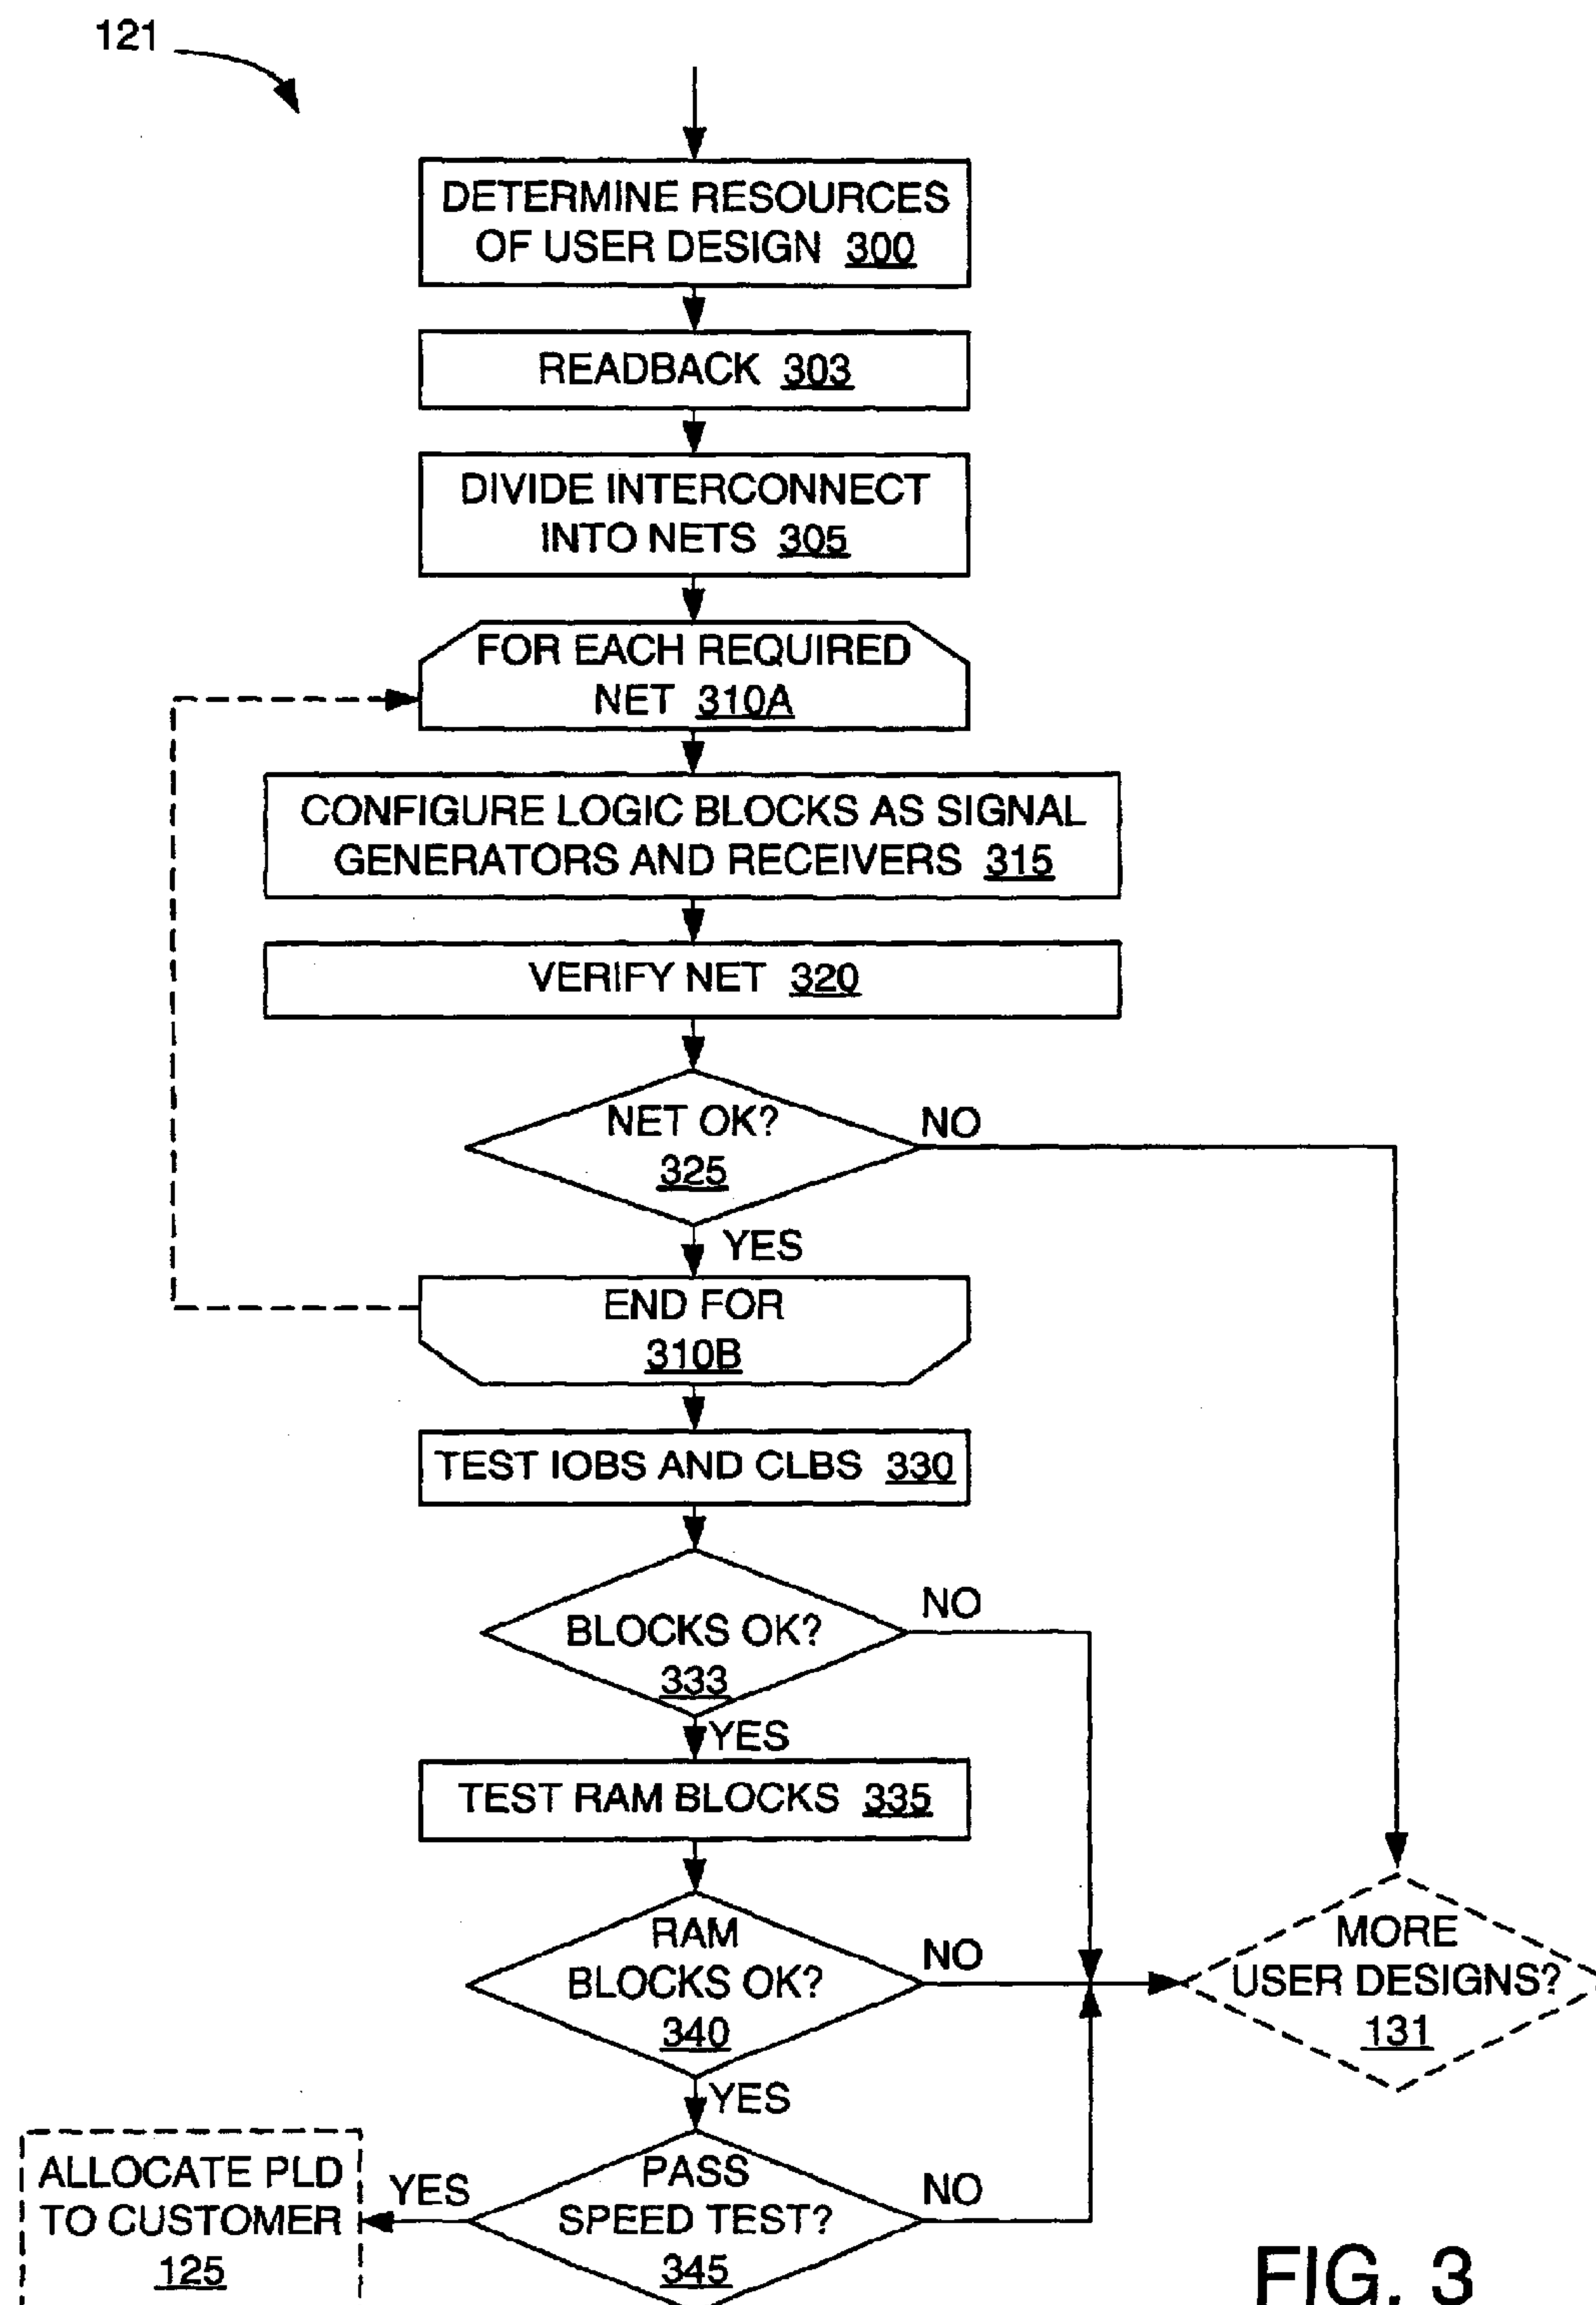 121
DETERMINE RESOURCES
OF USER DESIGN 300
READBACK 303
DIVIDE INTERCONNECT
INTO NETS 305
FOR EACH REQUIRED
NET 310A
CONFIGURE LOGIC BLOCKS AS SIGNAL
GENERATORS AND RECEIVERS 315
VERIFY NET 320
NET OK?
325
NO
YES
END FOR
310B
TEST IOBS AND CLBS 330
BLOCKS OK?
333
NO
YES
TEST RAM BLOCKS 335
RAM
BLOCKS OK?
340
NO
YES
MORE
USER DESIGNS?
131
PASS
SPEED TEST?
345
NO
YES
ALLOCATE PLD
TO CUSTOMER
125
FIG. 3